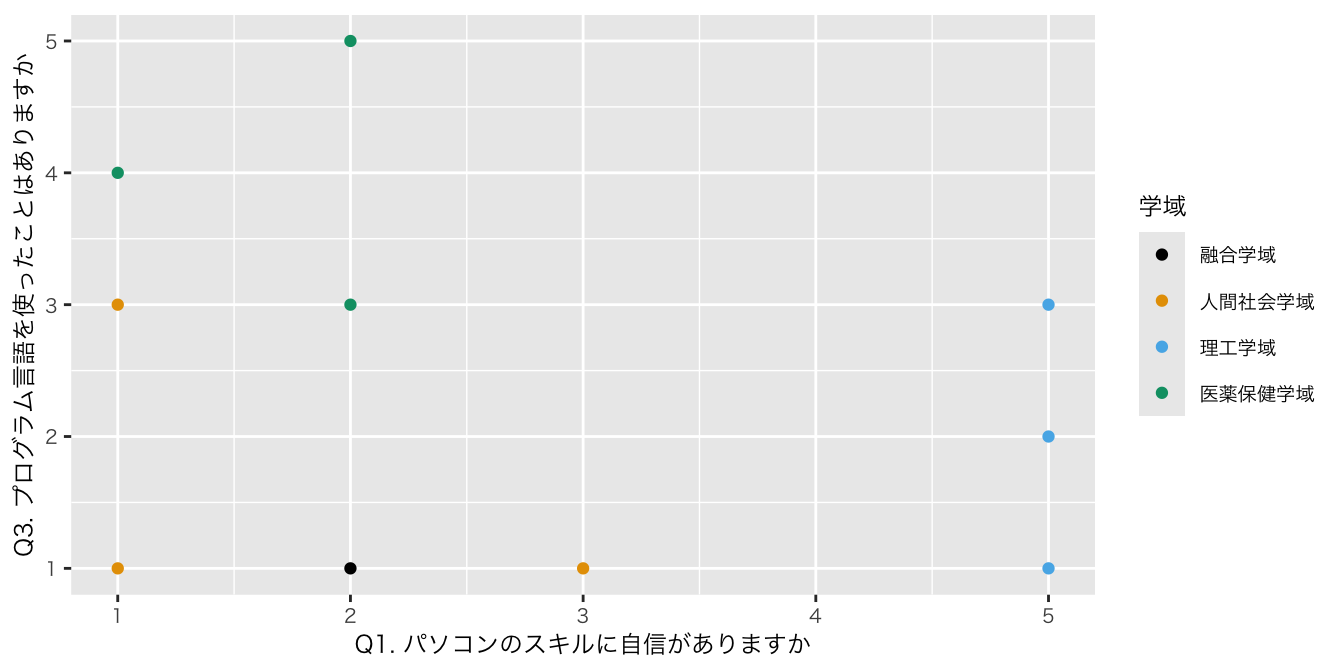 Q3. プログラム言語を使ったことはありますか
5
4
3
2
1
1 2 3 4 5
Q1. パソコンのスキルに自信がありますか
学域
融合学域
人間社会学域
理工学域
医薬保健学域